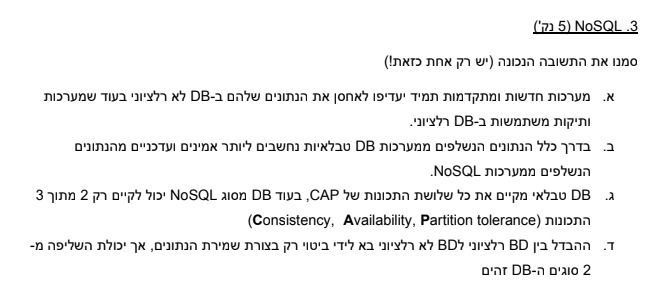 3. NoSQL (5 נק')
סמנו את התשובה הנכונה (יש רק אחת כזאת!)
א. מערכות חדשות ומתקדמות תמיד יעדיפו לאחסן את הנתונים שלהם ב-DB לא רלציוני בעוד שמערכות
ותיקות משתמשות ב-DB רלציוני.
ב. בדרך כלל הנתונים הנשלפים ממערכות DB טבלאיות נחשבים ליותר אמינים ועדכניים מהנתונים
הנשלפים ממערכות NoSQL.
ג. DB טבלאי מקיים את כל שלושת התכונות של CAP, בעוד DB מסוג NoSQL יכול לקיים רק 2 מתוך 3
התכונות (Consistency, Availability, Partition tolerance)
ד. ההבדל בין BD רלציוני לBD לא רלציוני בא לידי ביטוי רק בצורת שמירת הנתונים, אך יכולת השליפה מ-
2 סוגים ה-DB זהים